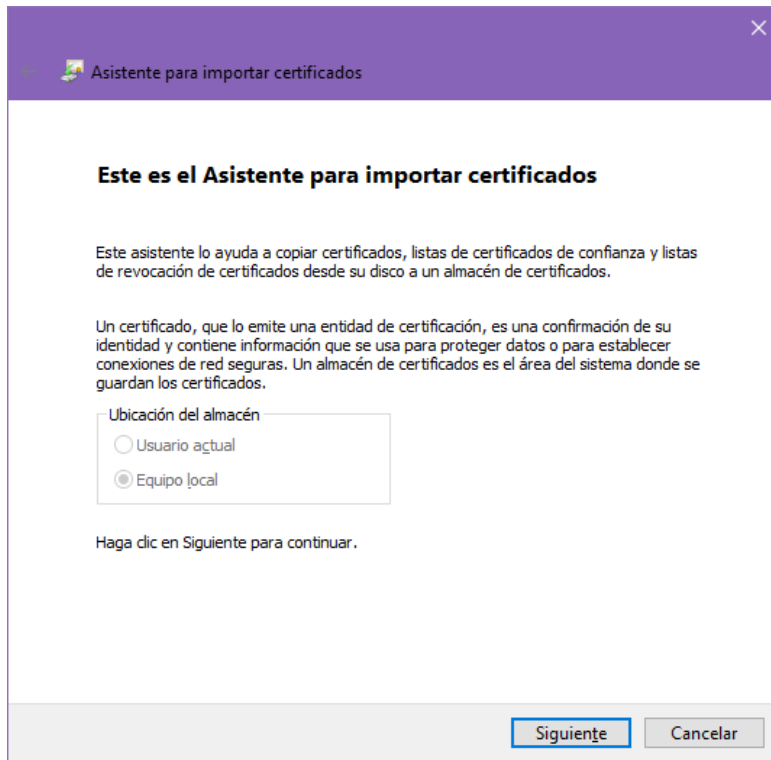 Asistente para importar certificados
Este es el Asistente para importar certificados
Este asistente lo ayuda a copiar certificados, listas de certificados de confianza y listas
de revocación de certificados desde su disco a un almacén de certificados.
Un certificado, que lo emite una entidad de certificación, es una confirmación de su
identidad y contiene información que se usa para proteger datos o para establecer
conexiones de red seguras. Un almacén de certificados es el área del sistema donde se
guardan los certificados.
Ubicación del almacén
Usuario actual
Equipo local
Haga clic en Siguiente para continuar.
Siguiente
Cancelar